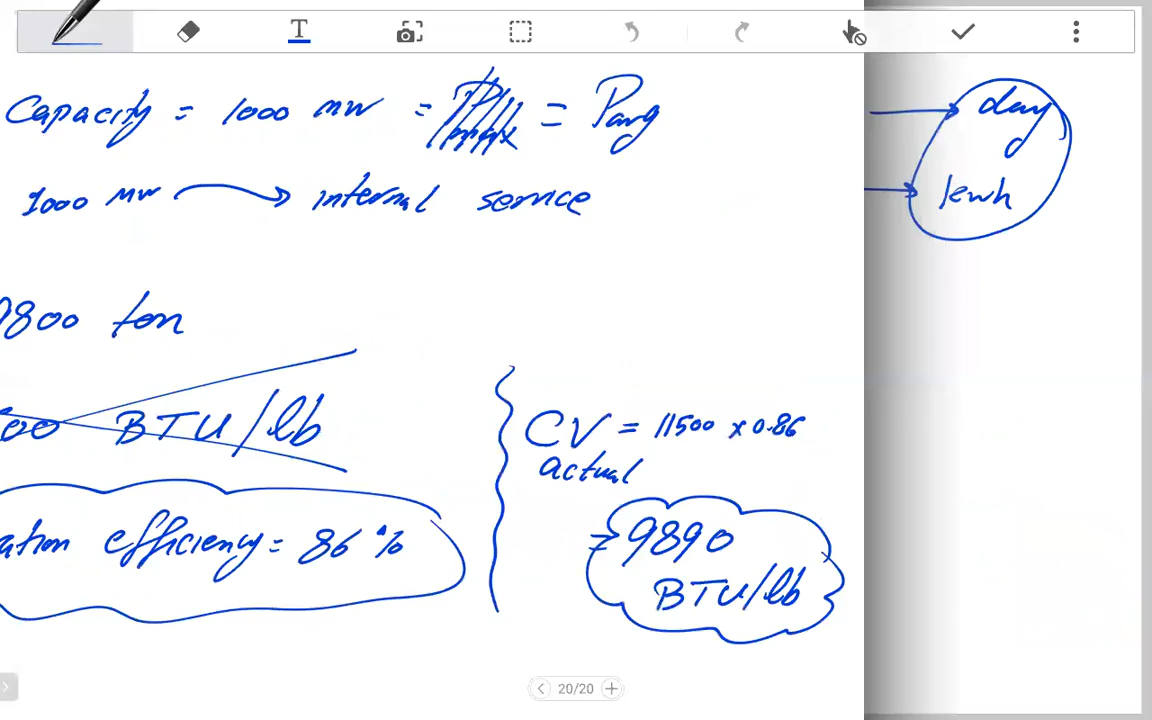 T
Capacity = 1000 MW = = Pavg
day
1000 MW internal service
kwh
9800 ton
00 BTU/lb
CV = 11500 x 0.86
actual
ation efficiency = 86 %
= 9890
BTU/lb
20/20